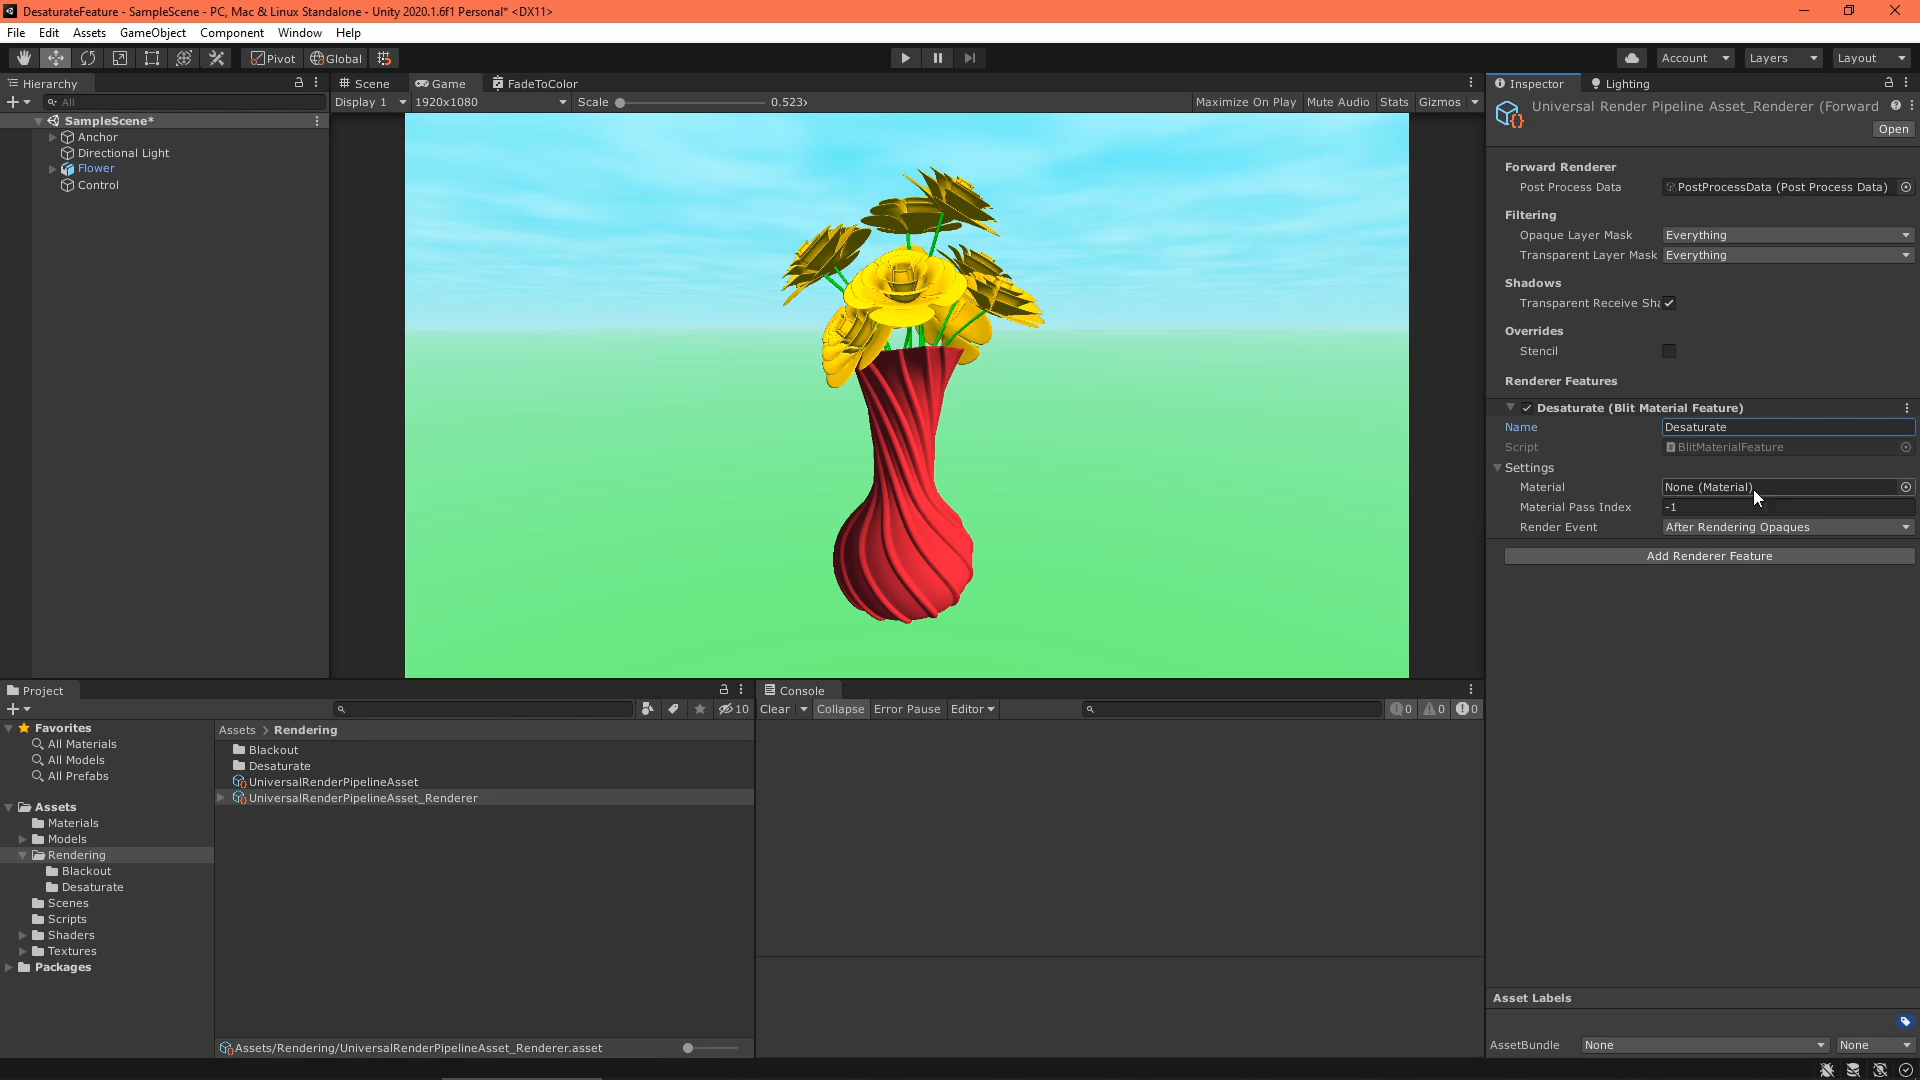 DesaturateFeature - SampleScene - PC, Mac & Linux Standalone - Unity 2020.1.6f1 Personal* <DX11>
File Edit Assets GameObject Component Window Help
Pivot Global Account Layers Layout
Hierarchy Scene Game FadeToColor Inspector Lighting
All Display 1 1920x1080 Scale 0.523x Maximize On Play Mute Audio Stats Gizmos
Universal Render Pipeline Asset_Renderer (Forward
Open
SampleScene*
Anchor
Directional Light
Flower
Control
Forward Renderer
Post Process Data PostProcessData (Post Process Data)
Filtering
Opaque Layer Mask Everything
Transparent Layer Mask Everything
Shadows
Transparent Receive Sha
Overrides
Stencil
Renderer Features
Desaturate (Blit Material Feature)
Name Desaturate
Script BlitMaterialFeature
Settings
Material None (Material)
Material Pass Index -1
Render Event After Rendering Opaques
Add Renderer Feature
Project
10
Favorites
All Materials
All Models
All Prefabs
Assets
Materials
Models
Rendering
Blackout
Desaturate
Scenes
Scripts
Shaders
Textures
Packages
Assets > Rendering
Blackout
Desaturate
UniversalRenderPipelineAsset
UniversalRenderPipelineAsset_Renderer
Assets/Rendering/UniversalRenderPipelineAsset_Renderer.asset
Console
Clear Collapse Error Pause Editor 0 0 0
Asset Labels
AssetBundle None None